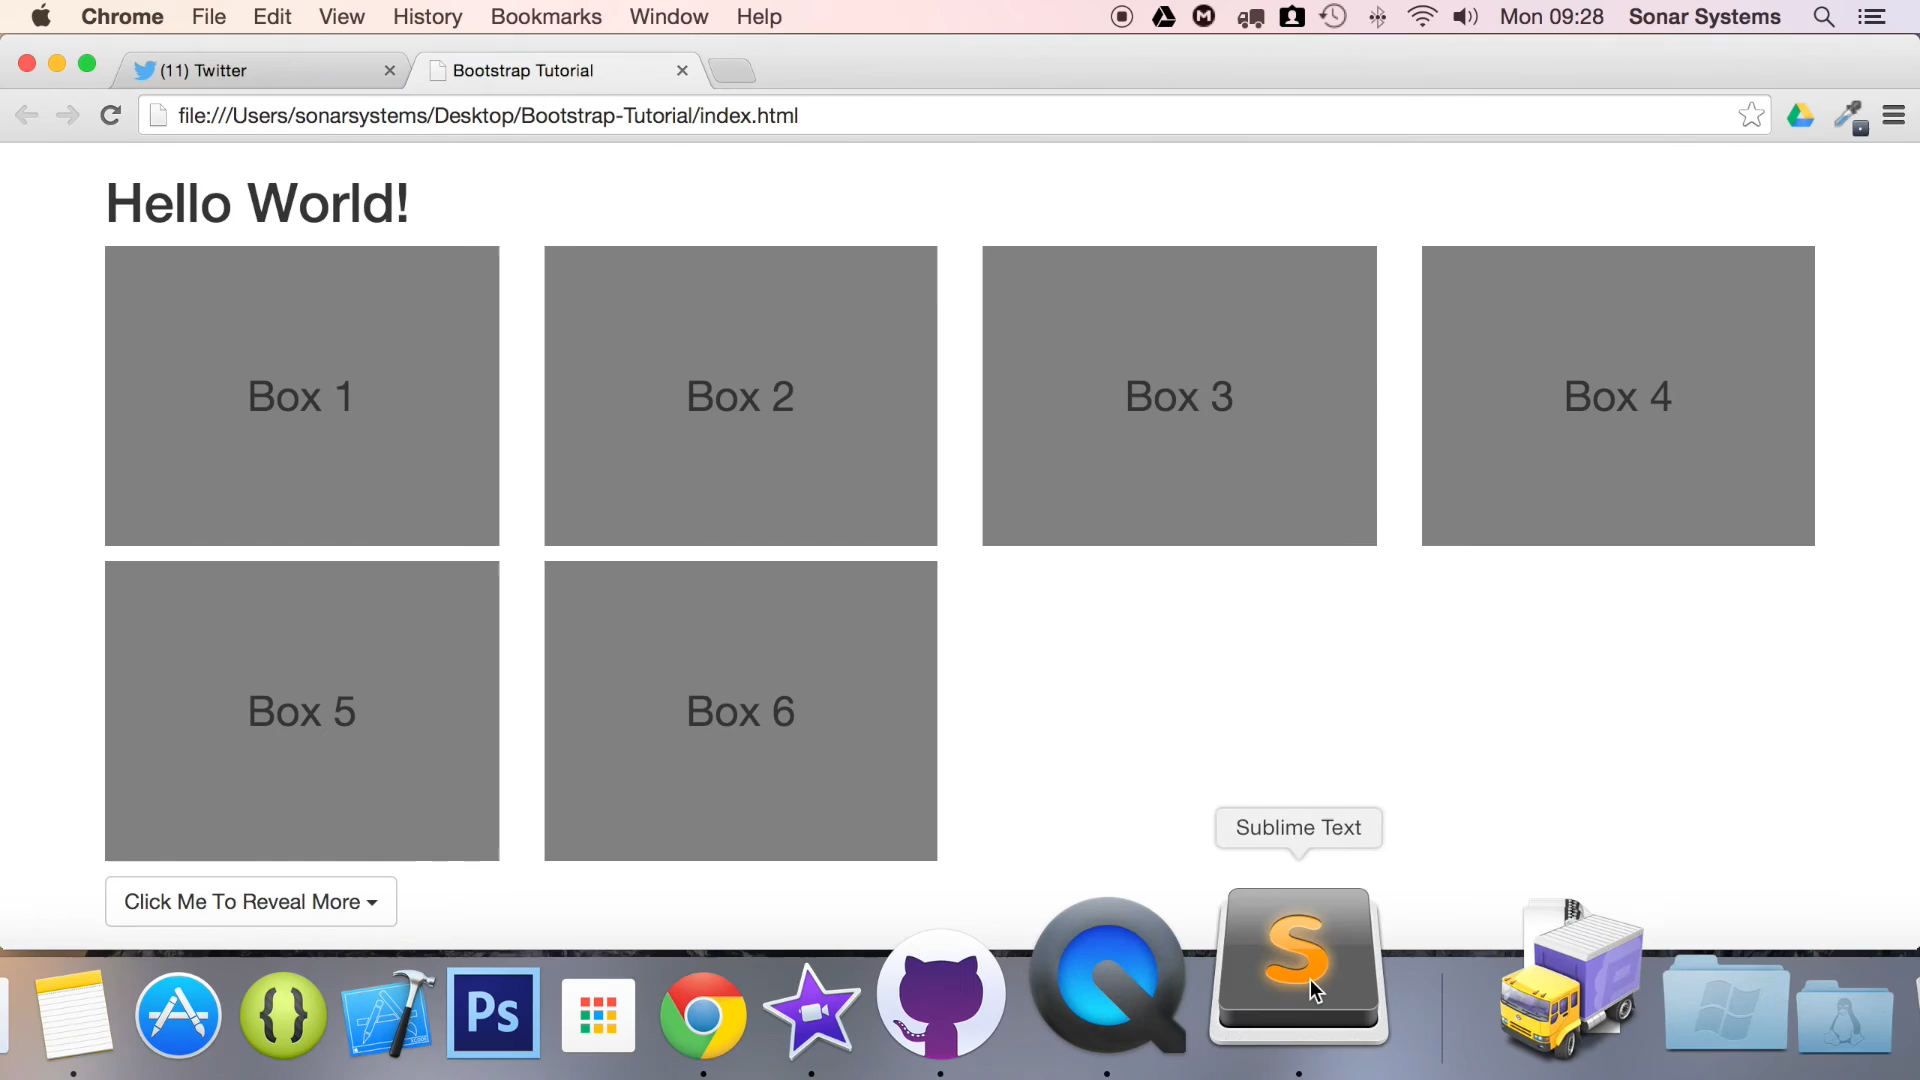 Chrome File Edit View History Bookmarks Window Help Mon 09:28 Sonar Systems
(11) Twitter Bootstrap Tutorial
file:///Users/sonarsystems/Desktop/Bootstrap-Tutorial/index.html
Hello World!
Box 1 Box 2 Box 3 Box 4
Box 5 Box 6
Sublime Text
Click Me To Reveal More
S
{} Ps